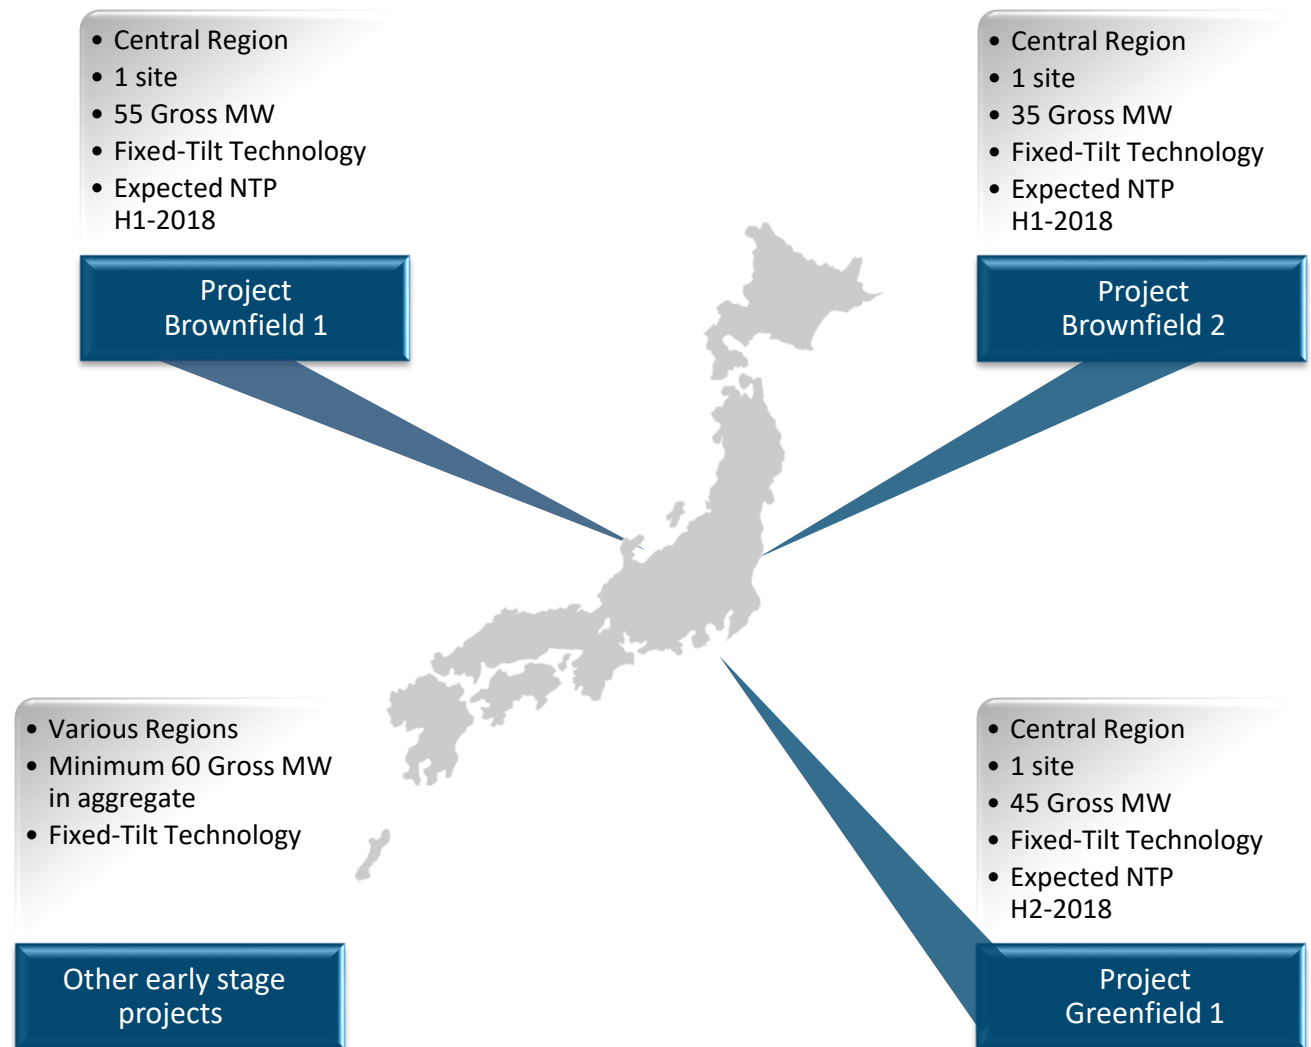 • Central Region
• 1 site
• 55 Gross MW
• Fixed-Tilt Technology
• Expected NTP
H1-2018
Project
Brownfield 1
• Central Region
• 1 site
• 35 Gross MW
• Fixed-Tilt Technology
• Expected NTP
H1-2018
Project
Brownfield 2
• Various Regions
• Minimum 60 Gross MW
in aggregate
• Fixed-Tilt Technology
Other early stage
projects
• Central Region
• 1 site
• 45 Gross MW
• Fixed-Tilt Technology
• Expected NTP
H2-2018
Project
Greenfield 1